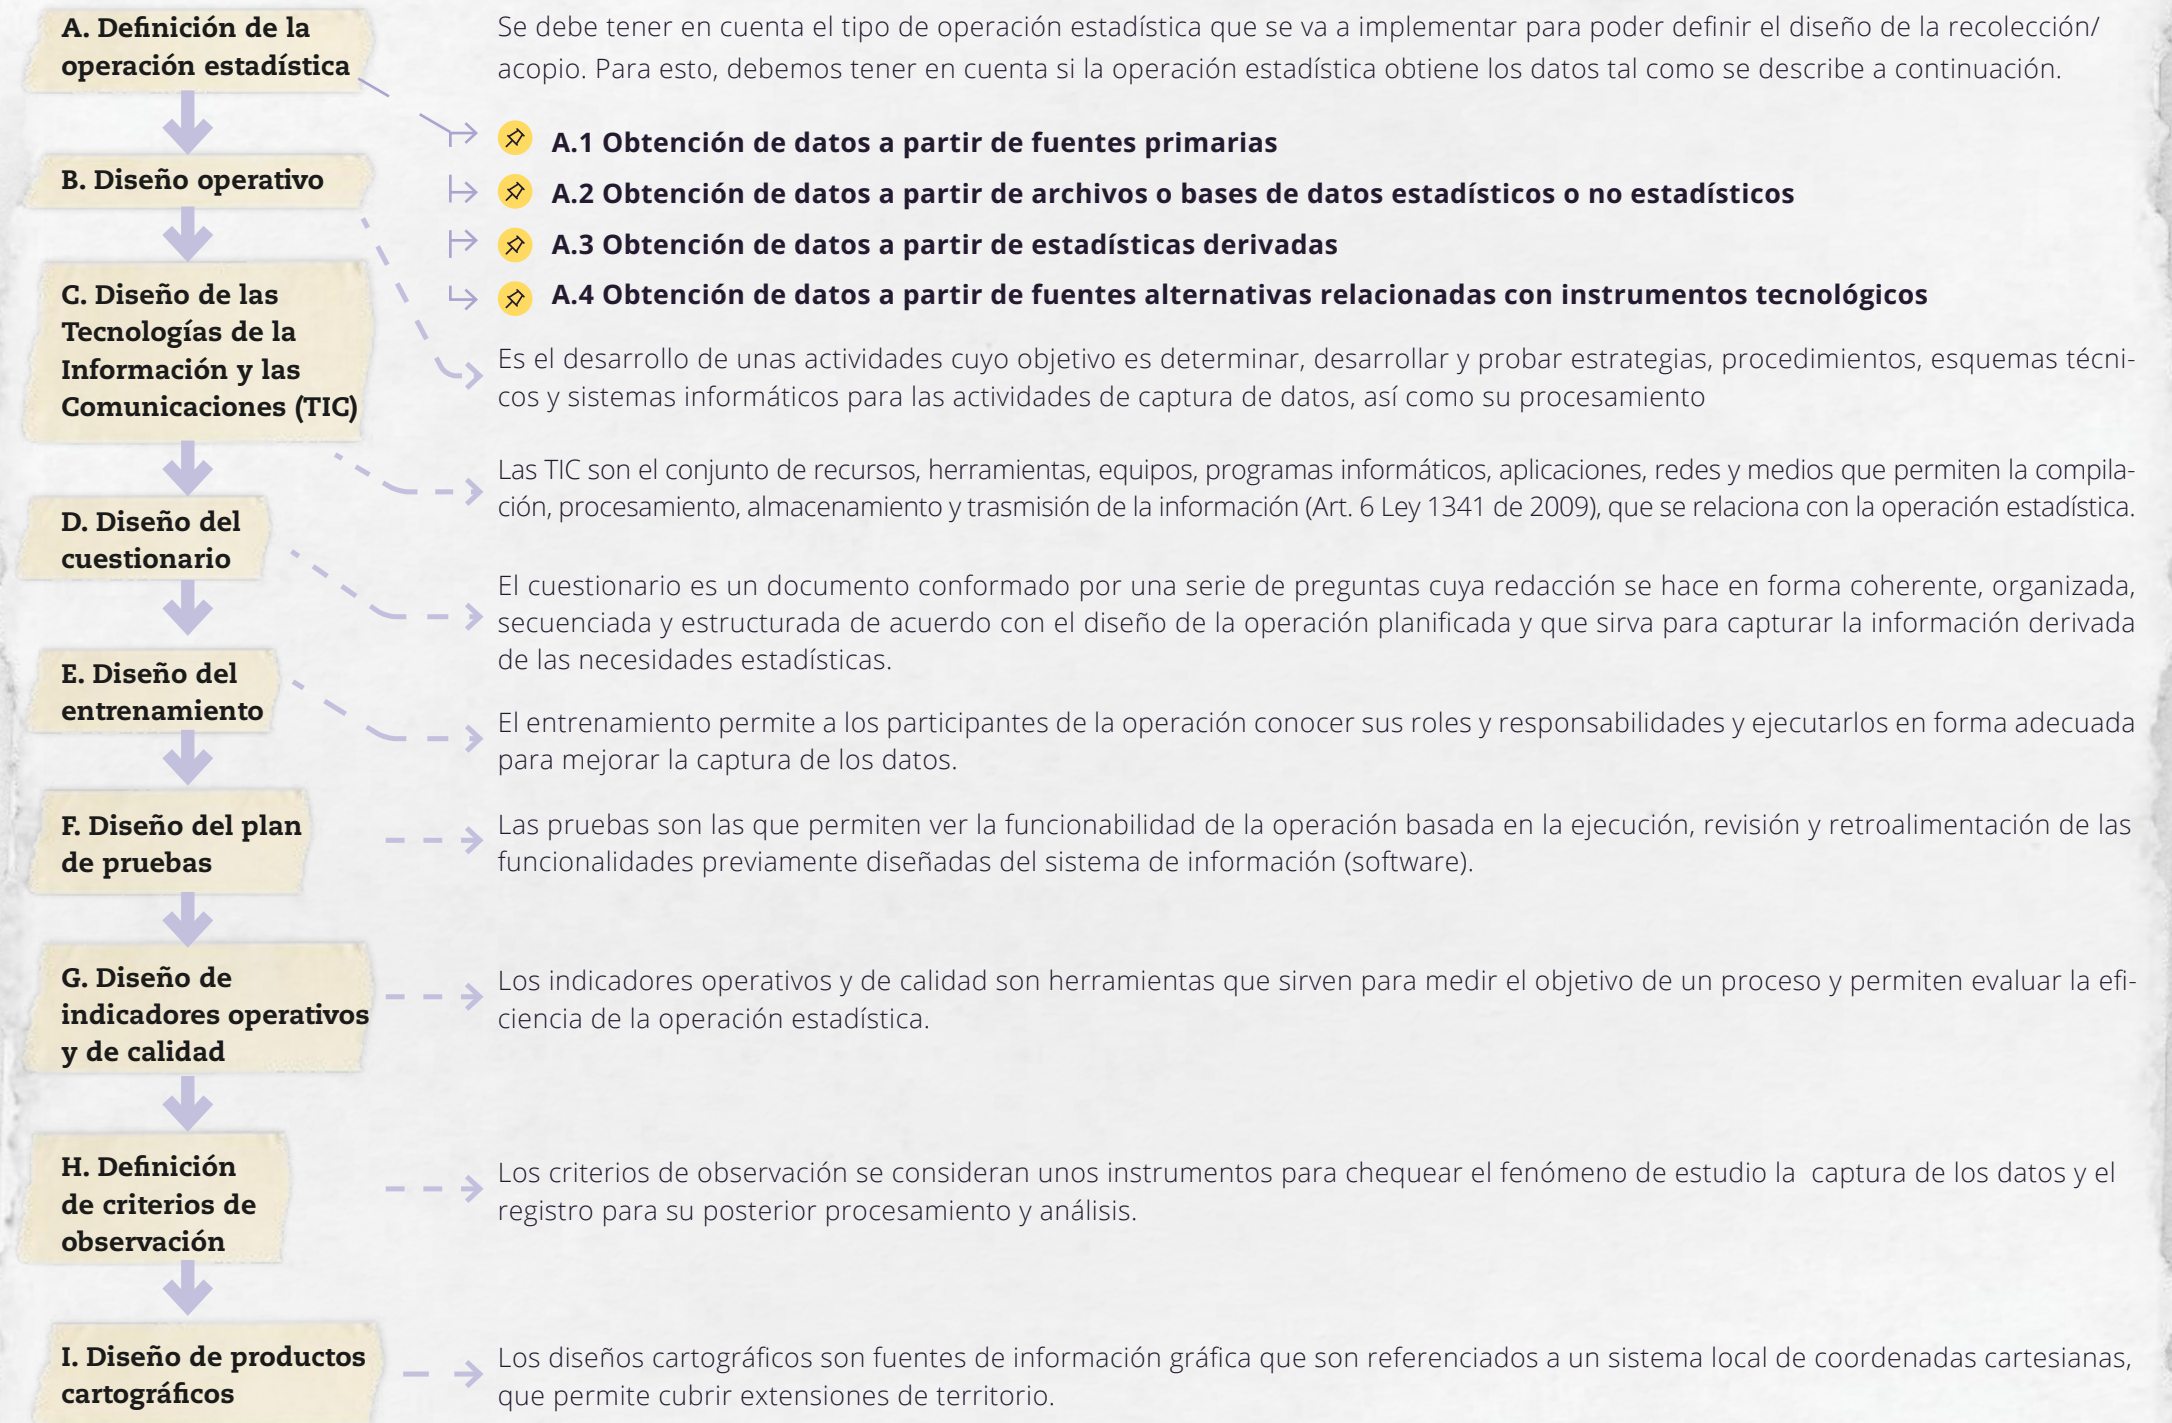 A. Definición de la
operación estadística
Se debe tener en cuenta el tipo de operación estadística que se va a implementar para poder definir el diseño de la recolección/
acopio. Para esto, debemos tener en cuenta si la operación estadística obtiene los datos tal como se describe a continuación.
A.1 Obtención de datos a partir de fuentes primarias
A.2 Obtención de datos a partir de archivos o bases de datos estadísticos o no estadísticos
A.3 Obtención de datos a partir de estadísticas derivadas
A.4 Obtención de datos a partir de fuentes alternativas relacionadas con instrumentos tecnológicos
B. Diseño operativo
Es el desarrollo de unas actividades cuyo objetivo es determinar, desarrollar y probar estrategias, procedimientos, esquemas técni-
cos y sistemas informáticos para las actividades de captura de datos, así como su procesamiento
C. Diseño de las
Tecnologías de la
Información y las
Comunicaciones (TIC)
Las TIC son el conjunto de recursos, herramientas, equipos, programas informáticos, aplicaciones, redes y medios que permiten la compila-
ción, procesamiento, almacenamiento y trasmisión de la información (Art. 6 Ley 1341 de 2009), que se relaciona con la operación estadística.
D. Diseño del
cuestionario
El cuestionario es un documento conformado por una serie de preguntas cuya redacción se hace en forma coherente, organizada,
secuenciada y estructurada de acuerdo con el diseño de la operación planificada y que sirva para capturar la información derivada
de las necesidades estadísticas.
E. Diseño del
entrenamiento
El entrenamiento permite a los participantes de la operación conocer sus roles y responsabilidades y ejecutarlos en forma adecuada
para mejorar la captura de los datos.
F. Diseño del plan
de pruebas
Las pruebas son las que permiten ver la funcionabilidad de la operación basada en la ejecución, revisión y retroalimentación de las
funcionalidades previamente diseñadas del sistema de información (software).
G. Diseño de
indicadores operativos
y de calidad
Los indicadores operativos y de calidad son herramientas que sirven para medir el objetivo de un proceso y permiten evaluar la efi-
ciencia de la operación estadística.
H. Definición
de criterios de
observación
Los criterios de observación se consideran unos instrumentos para chequear el fenómeno de estudio la  captura de los datos y el
registro para su posterior procesamiento y análisis.
I. Diseño de productos
cartográficos
Los diseños cartográficos son fuentes de información gráfica que son referenciados a un sistema local de coordenadas cartesianas,
que permite cubrir extensiones de territorio.